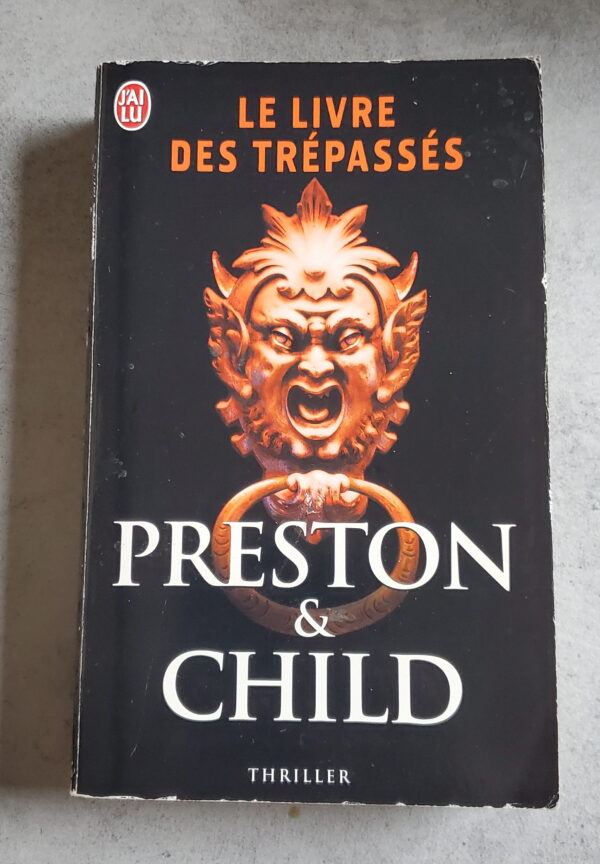 J'AI
LU
LE LIVRE
DES TRÉPASSÉS
PRESTON
&
CHILD
THRILLER